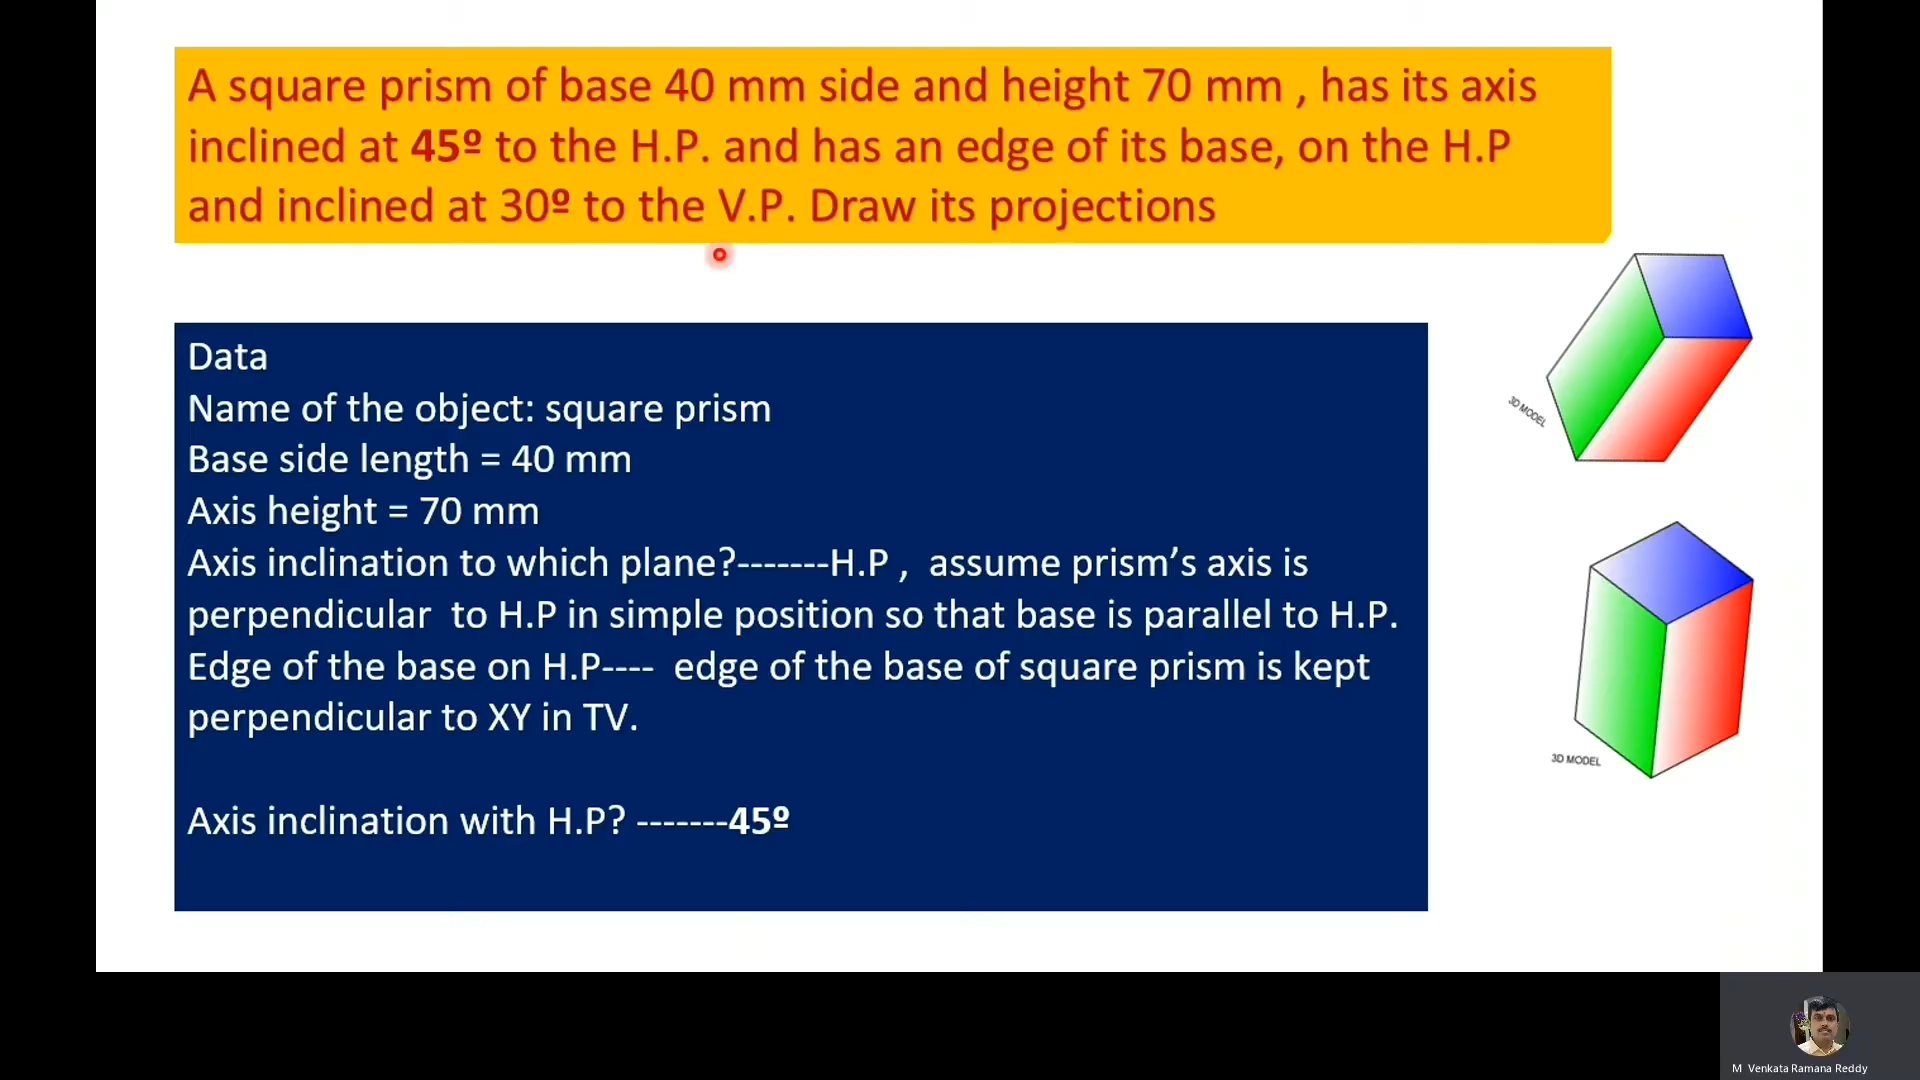 A square prism of base 40 mm side and height 70 mm , has its axis
inclined at 45º to the H.P. and has an edge of its base, on the H.P
and inclined at 30º to the V.P. Draw its projections
Data
Name of the object: square prism
Base side length = 40 mm
Axis height = 70 mm
Axis inclination to which plane?-------H.P , assume prism’s axis is
perpendicular to H.P in simple position so that base is parallel to H.P.
Edge of the base on H.P---- edge of the base of square prism is kept
perpendicular to XY in TV.
Axis inclination with H.P? -------45º
3D MODEL
3D MODEL
M Venkata Ramana Reddy